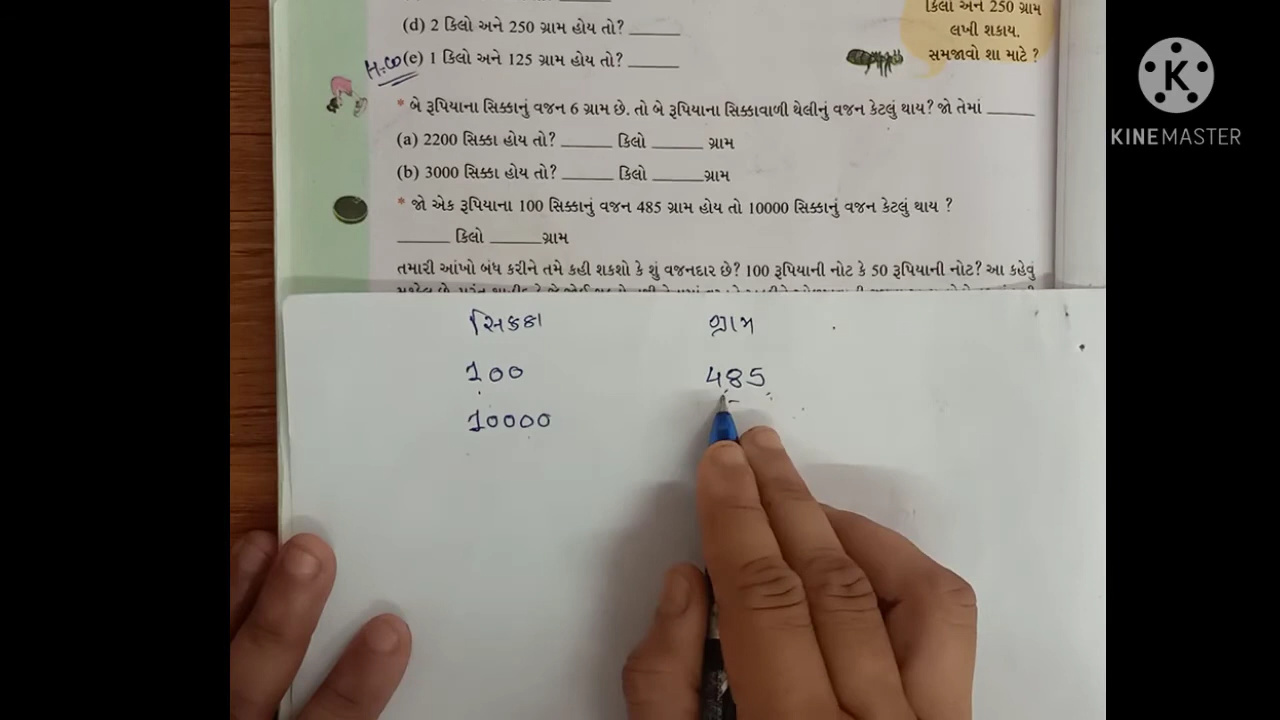 કિલો અને 250 ગ્રામ
લખી શકાય.
સમજાવો શા માટે ?
(d) 2 કિલો અને 250 ગ્રામ હોય તો? ______
H.w (e) 1 કિલો અને 125 ગ્રામ હોય તો? ______
* બે રૂપિયાના સિક્કાનું વજન 6 ગ્રામ છે. તો બે રૂપિયાના સિક્કાવાળી થેલીનું વજન કેટલું થાય? જો તેમાં ______
(a) 2200 સિક્કા હોય તો? ______ કિલો ______ ગ્રામ
(b) 3000 સિક્કા હોય તો? ______ કિલો ______ગ્રામ
* જો એક રૂપિયાના 100 સિક્કાનું વજન 485 ગ્રામ હોય તો 10000 સિક્કાનું વજન કેટલું થાય ?
______ કિલો ______ગ્રામ
તમારી આંખો બંધ કરીને તમે કહી શકશો કે શું વજનદાર છે? 100 રૂપિયાની નોટ કે 50 રૂપિયાની નોટ? આ કહેવું
સિક્કા ગ્રામ
100 485
10000
K
KINEMASTER